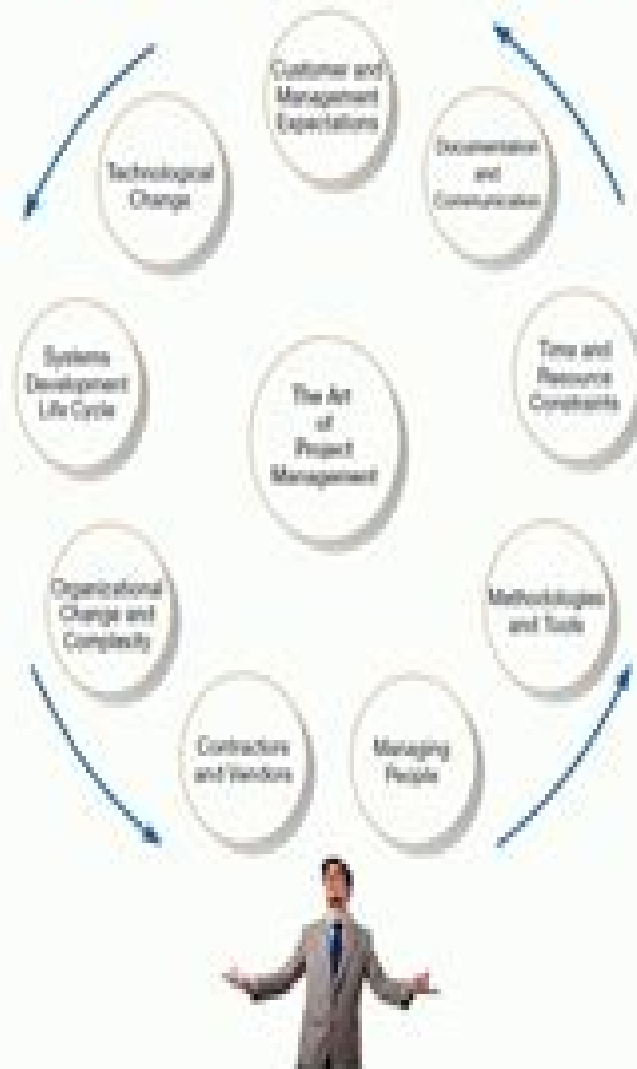 Customer and
Management
Expectations
Technological
Change
Documentation
and
Communication
Systems
Development
Life Cycle
Time and
Resource
Constraints
The Art
of
Project
Management
Organizational
Change and
Complexity
Methodologies
and Tools
Contractors
and Vendors
Managing
People